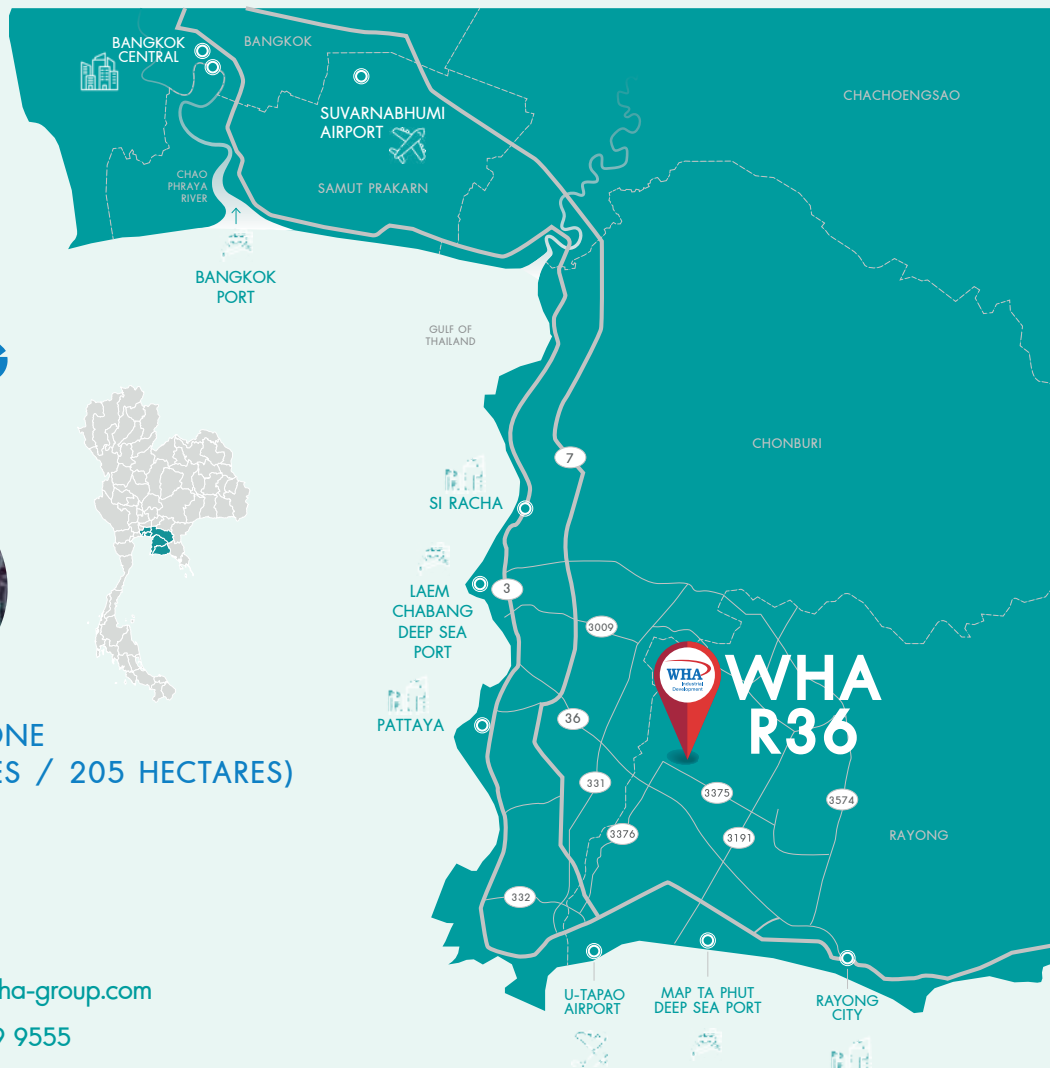 BANGKOK
CENTRAL
BANGKOK
CHACHOENGSAO
SUVARNABHUMI
AIRPORT
CHAO
PHRAYA
RIVER
SAMUT PRAKARN
BANGKOK
PORT
GULF OF
THAILAND
G
CHONBURI
7
SI RACHA
LAEM
CHABANG
DEEP SEA
PORT
3
3009
WHA
Industrial
Development
WHA
R36
PATTAYA
36
ONE
ES / 205 HECTARES)
331
3375
3574
3376
3191
RAYONG
332
ha-group.com
9 9555
U-TAPAO
AIRPORT
MAP TA PHUT
DEEP SEA PORT
RAYONG
CITY